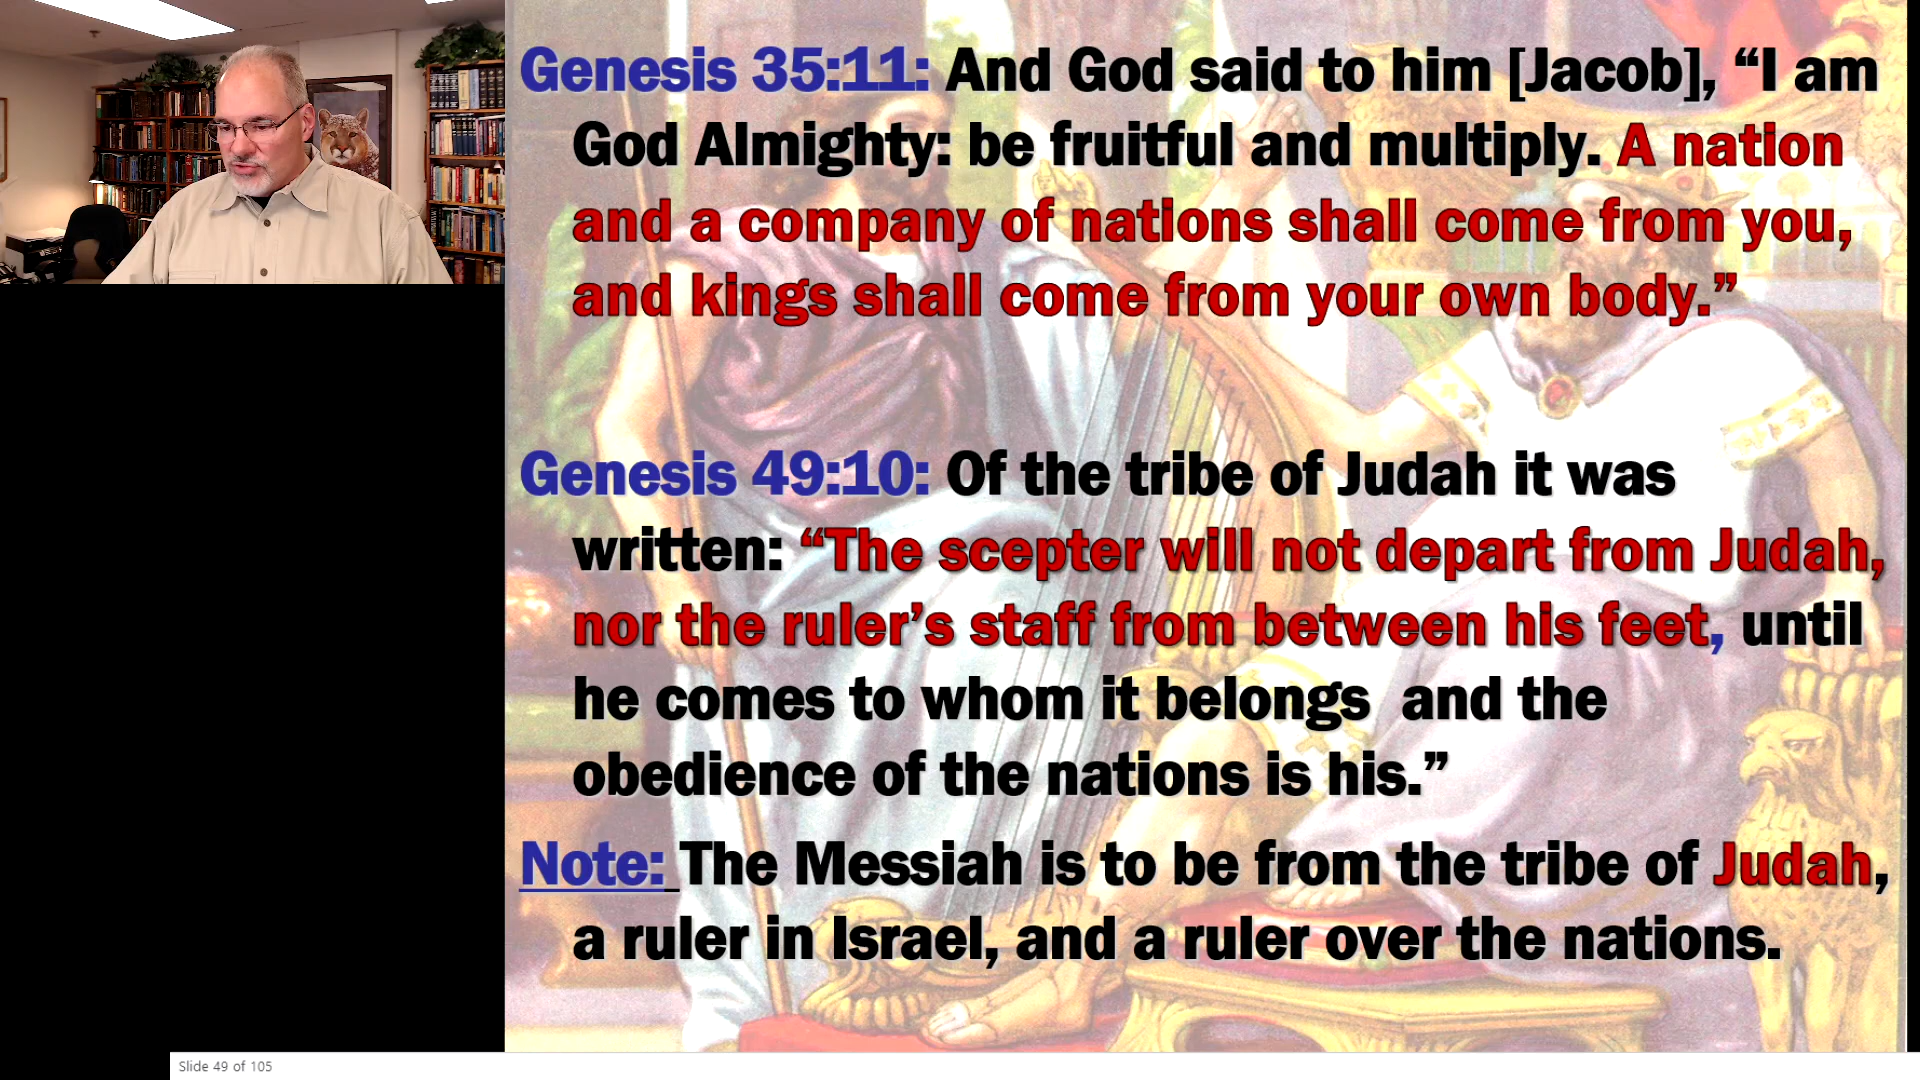 Genesis 35:11: And God said to him [Jacob], “I am
God Almighty: be fruitful and multiply. A nation
and a company of nations shall come from you,
and kings shall come from your own body.”
Genesis 49:10: Of the tribe of Judah it was
written: “The scepter will not depart from Judah,
nor the ruler’s staff from between his feet, until
he comes to whom it belongs  and the
obedience of the nations is his.”
Note: The Messiah is to be from the tribe of Judah,
a ruler in Israel, and a ruler over the nations.
Slide 49 of 105